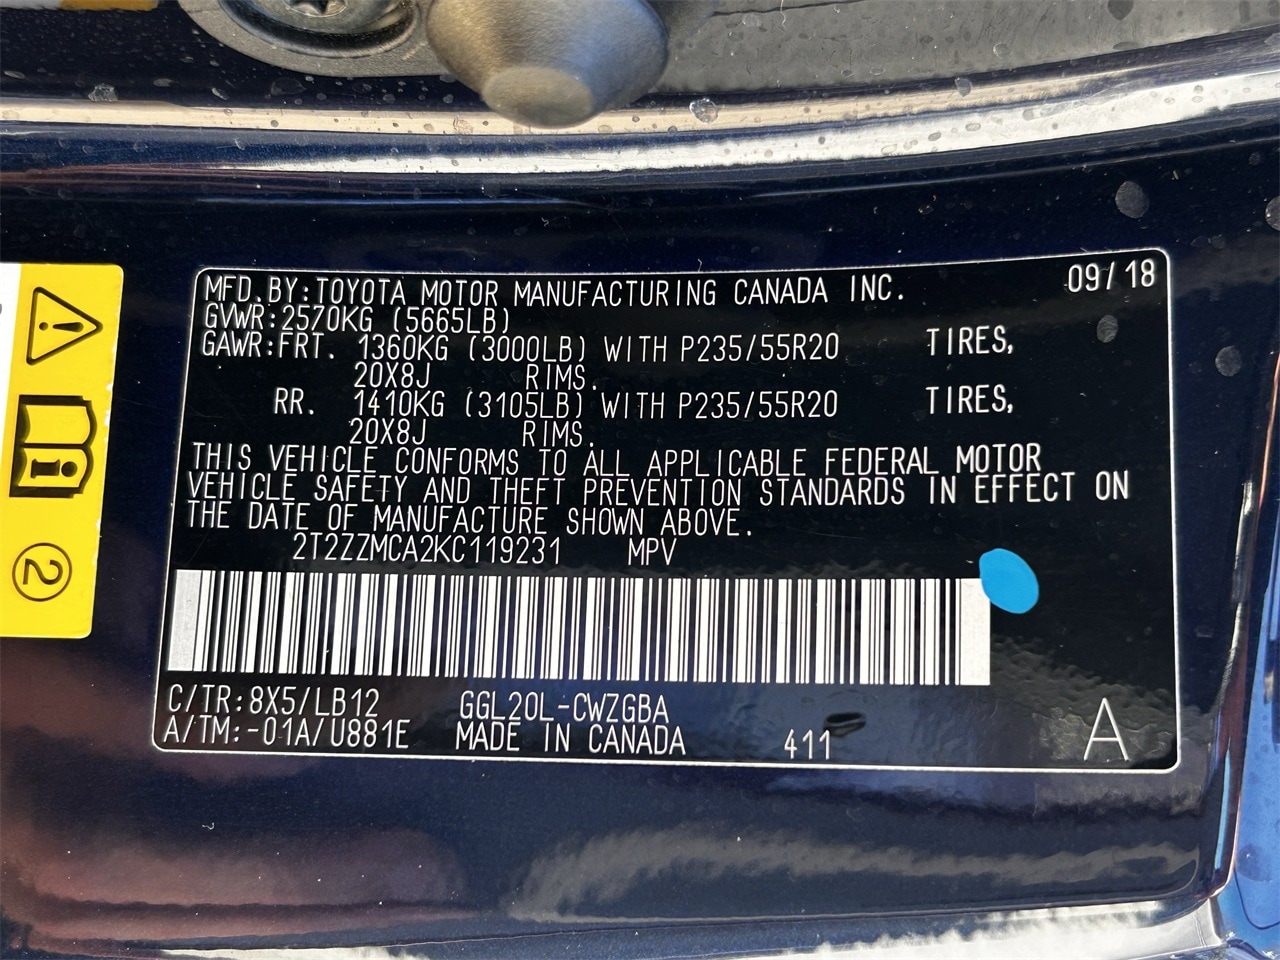 MFD.BY:TOYOTA MOTOR MANUFACTURING CANADA INC. 09/18
GVWR:2570KG (5665LB)
GAWR:FRT. 1360KG (3000LB) WITH P235/55R20 TIRES,
20X8J RIMS.
RR. 1410KG (3105LB) WITH P235/55R20 TIRES,
20X8J RIMS.
THIS VEHICLE CONFORMS TO ALL APPLICABLE FEDERAL MOTOR
VEHICLE SAFETY AND THEFT PREVENTION STANDARDS IN EFFECT ON
THE DATE OF MANUFACTURE SHOWN ABOVE.
2T2ZZMCA2KC119231 MPV
C/TR:8X5/LB12 GGL20L-CWZGBA
A/TM:-01A/U881E MADE IN CANADA 411 A
2